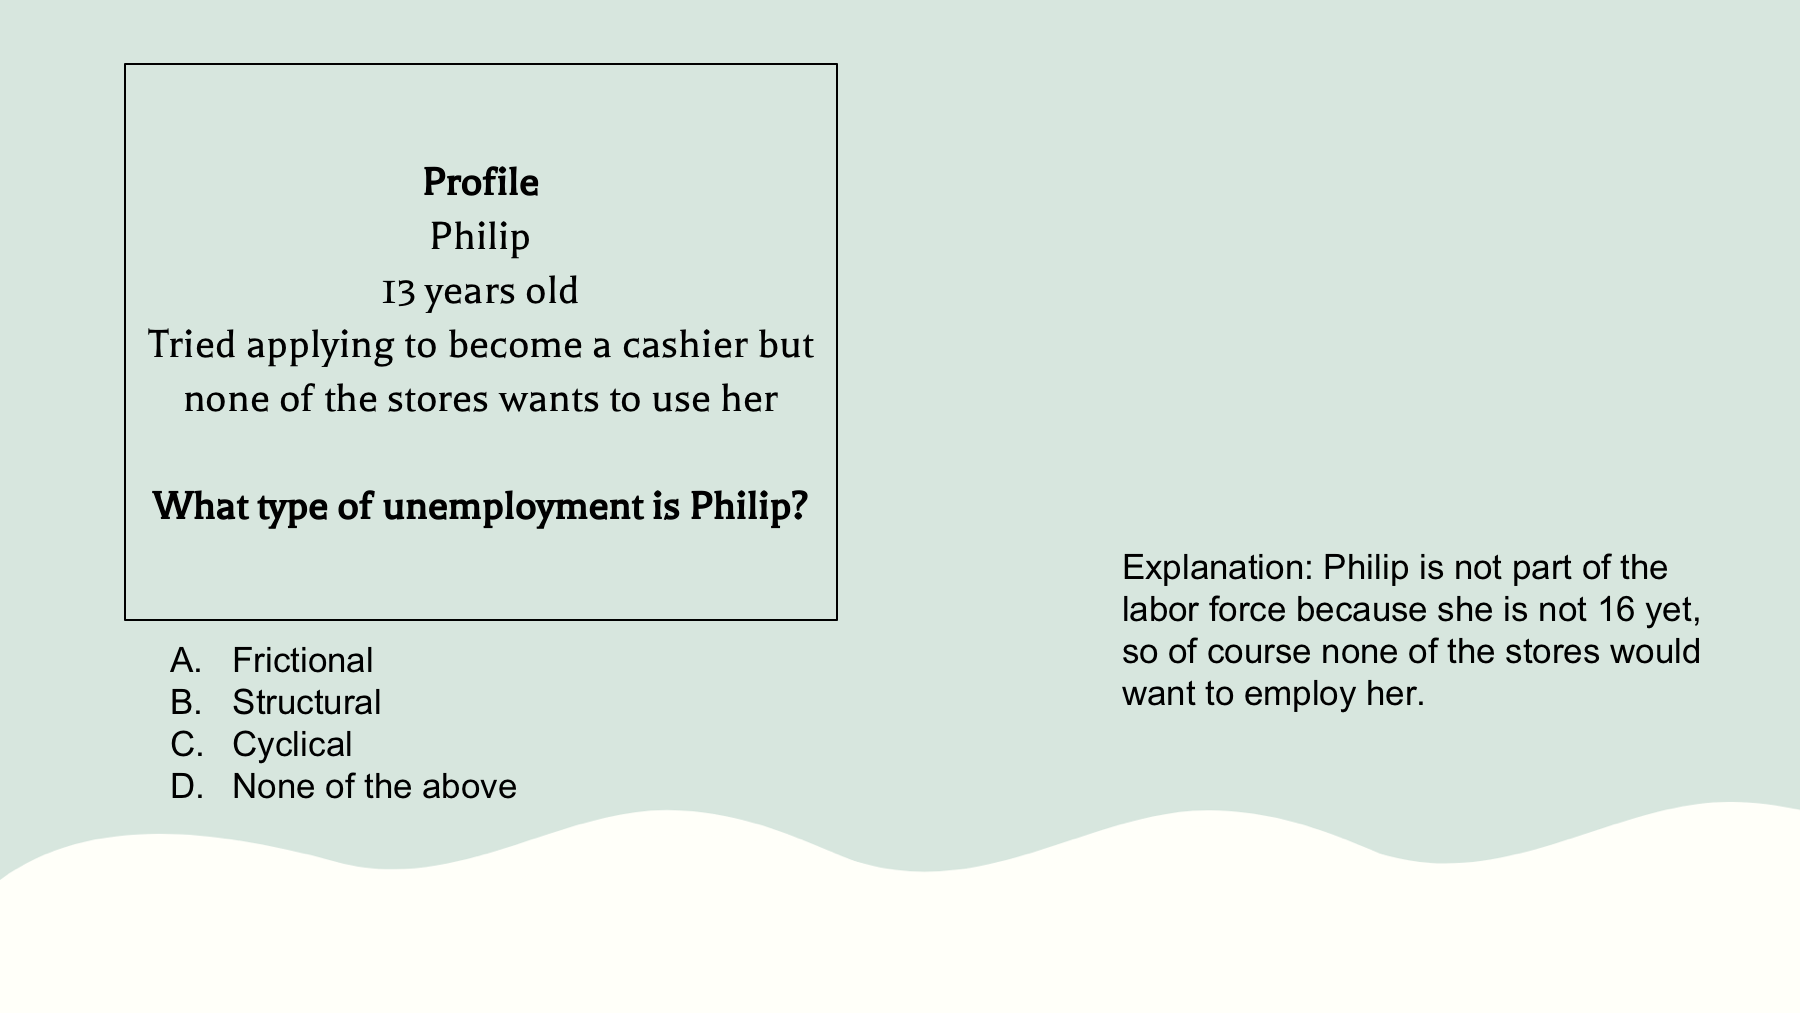 Profile
Philip
13 years old
Tried applying to become a cashier but
none of the stores wants to use her
What type of unemployment is Philip?
A. Frictional
B. Structural
C. Cyclical
D. None of the above
Explanation: Philip is not part of the
labor force because she is not 16 yet,
so of course none of the stores would
want to employ her.